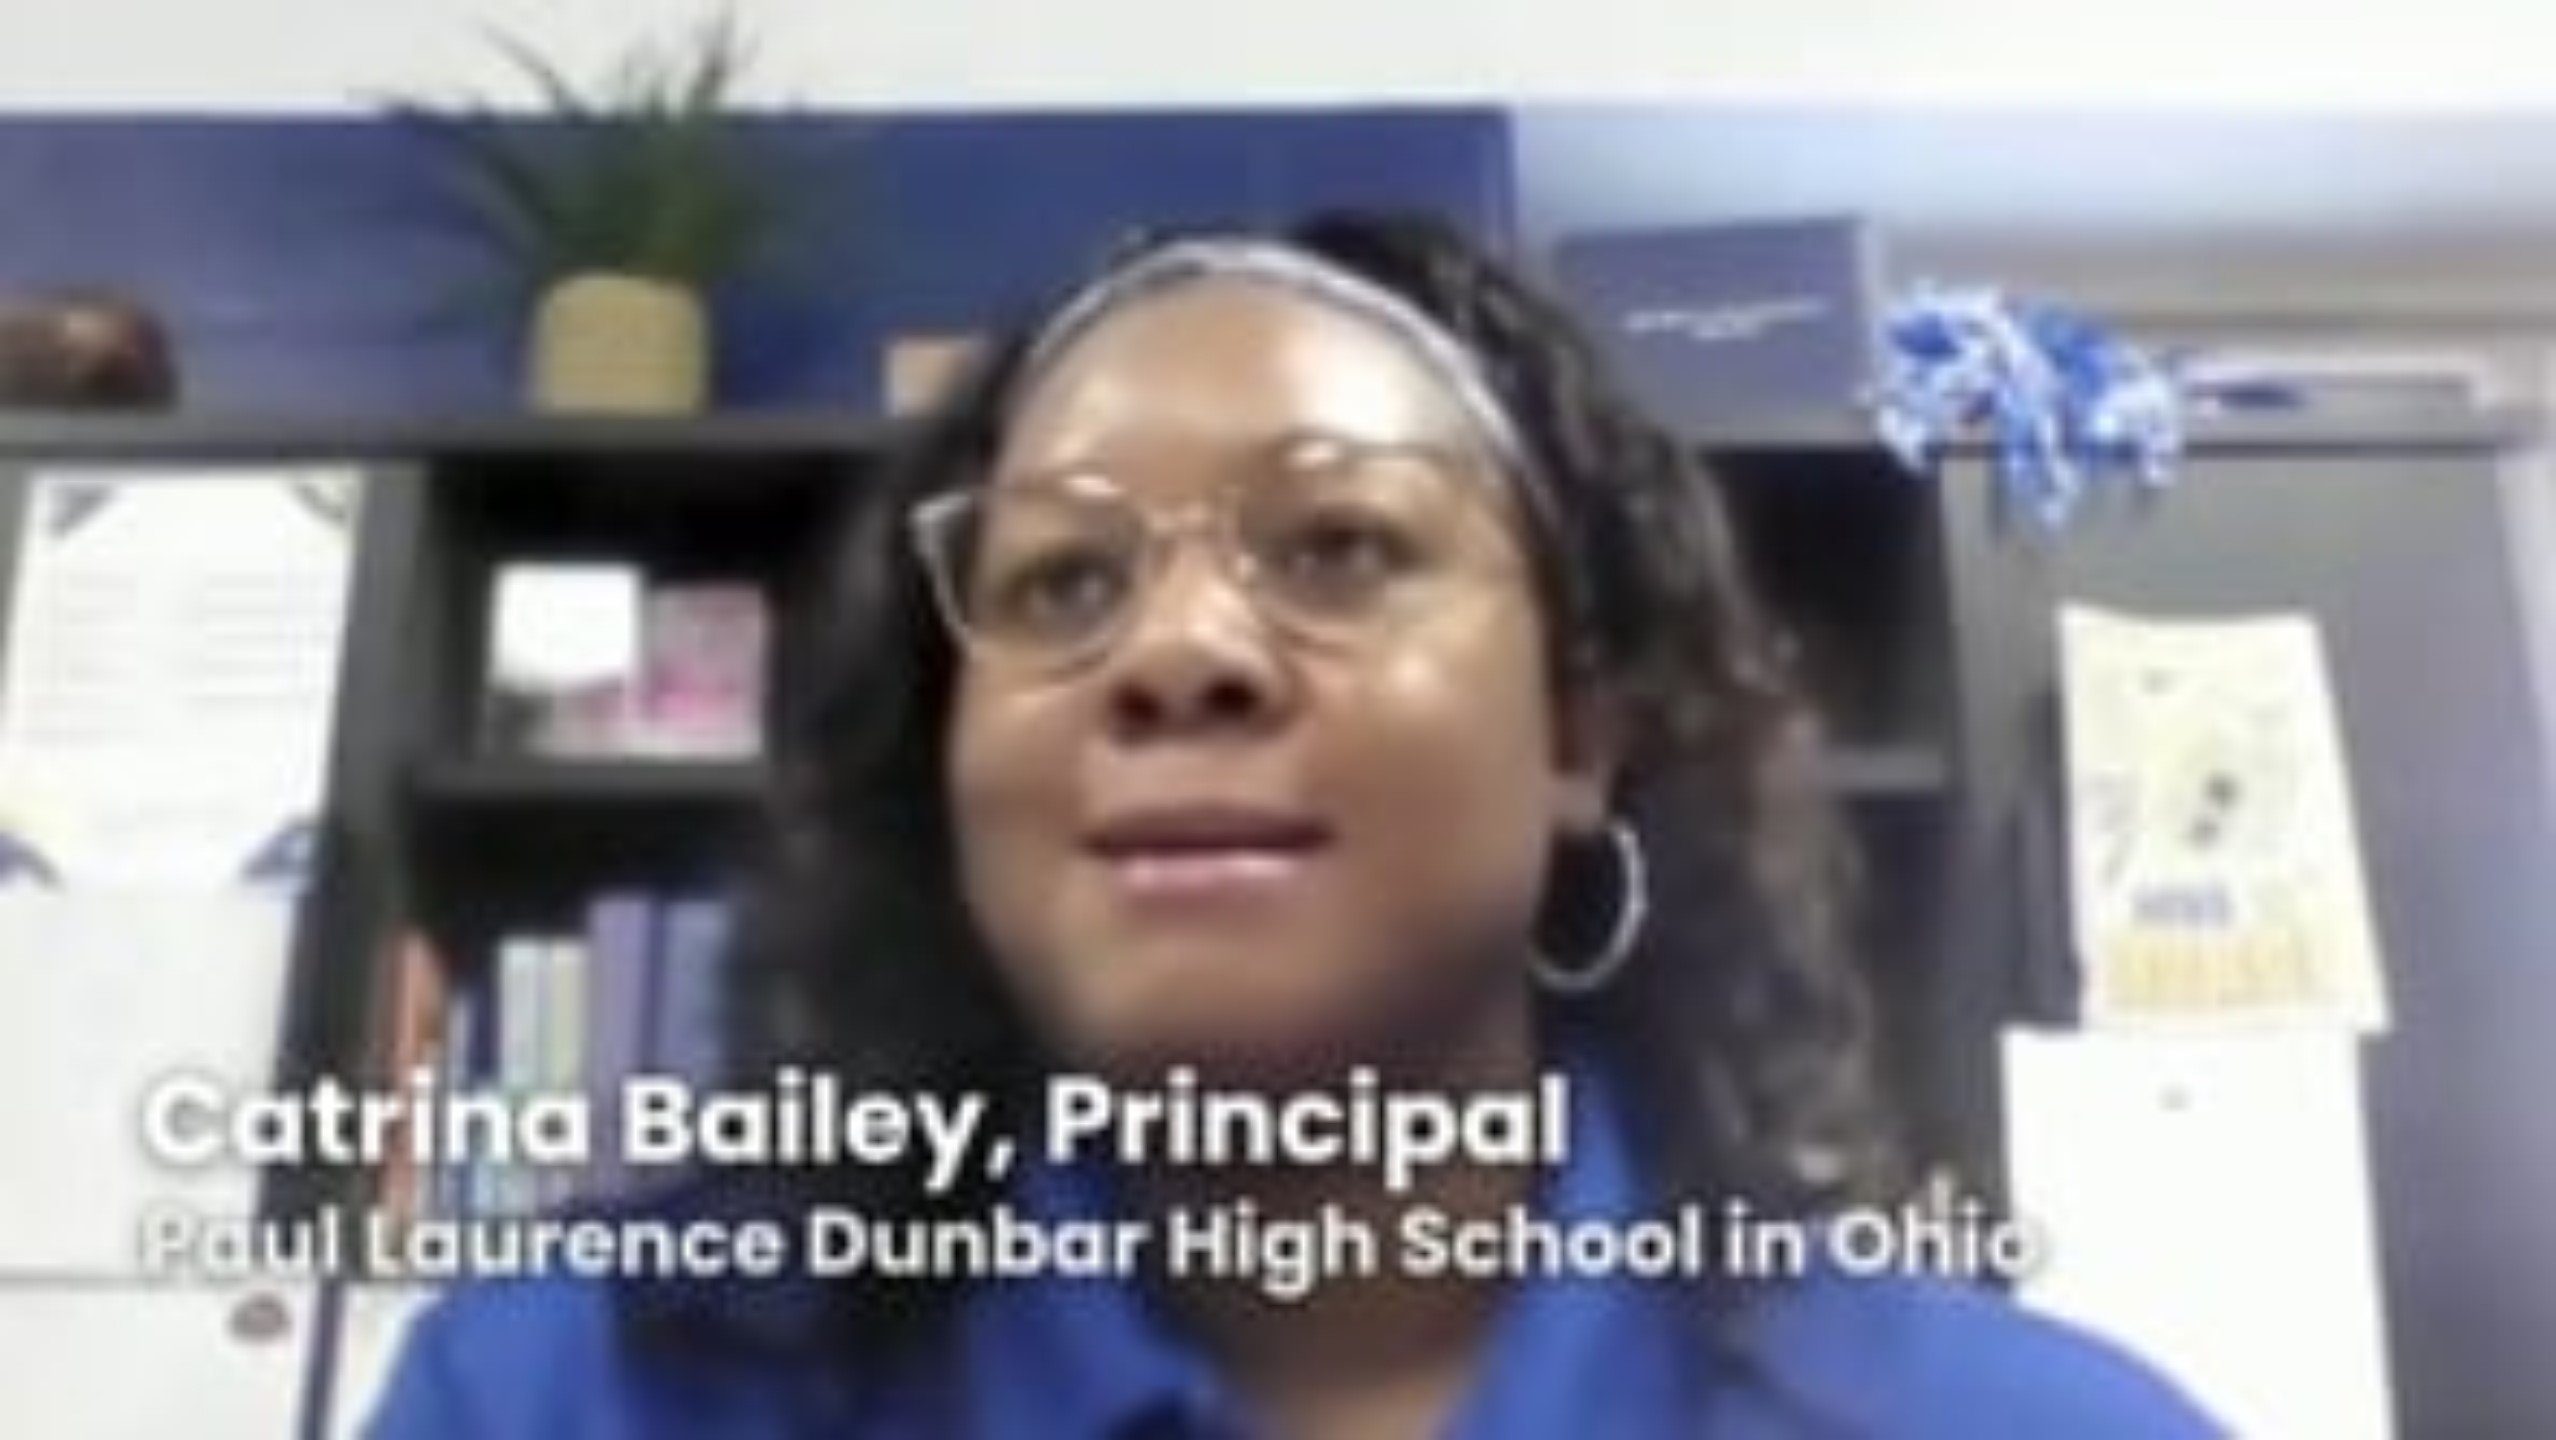 Catrina Bailey, Principal
Paul Laurence Dunbar High School in Ohio